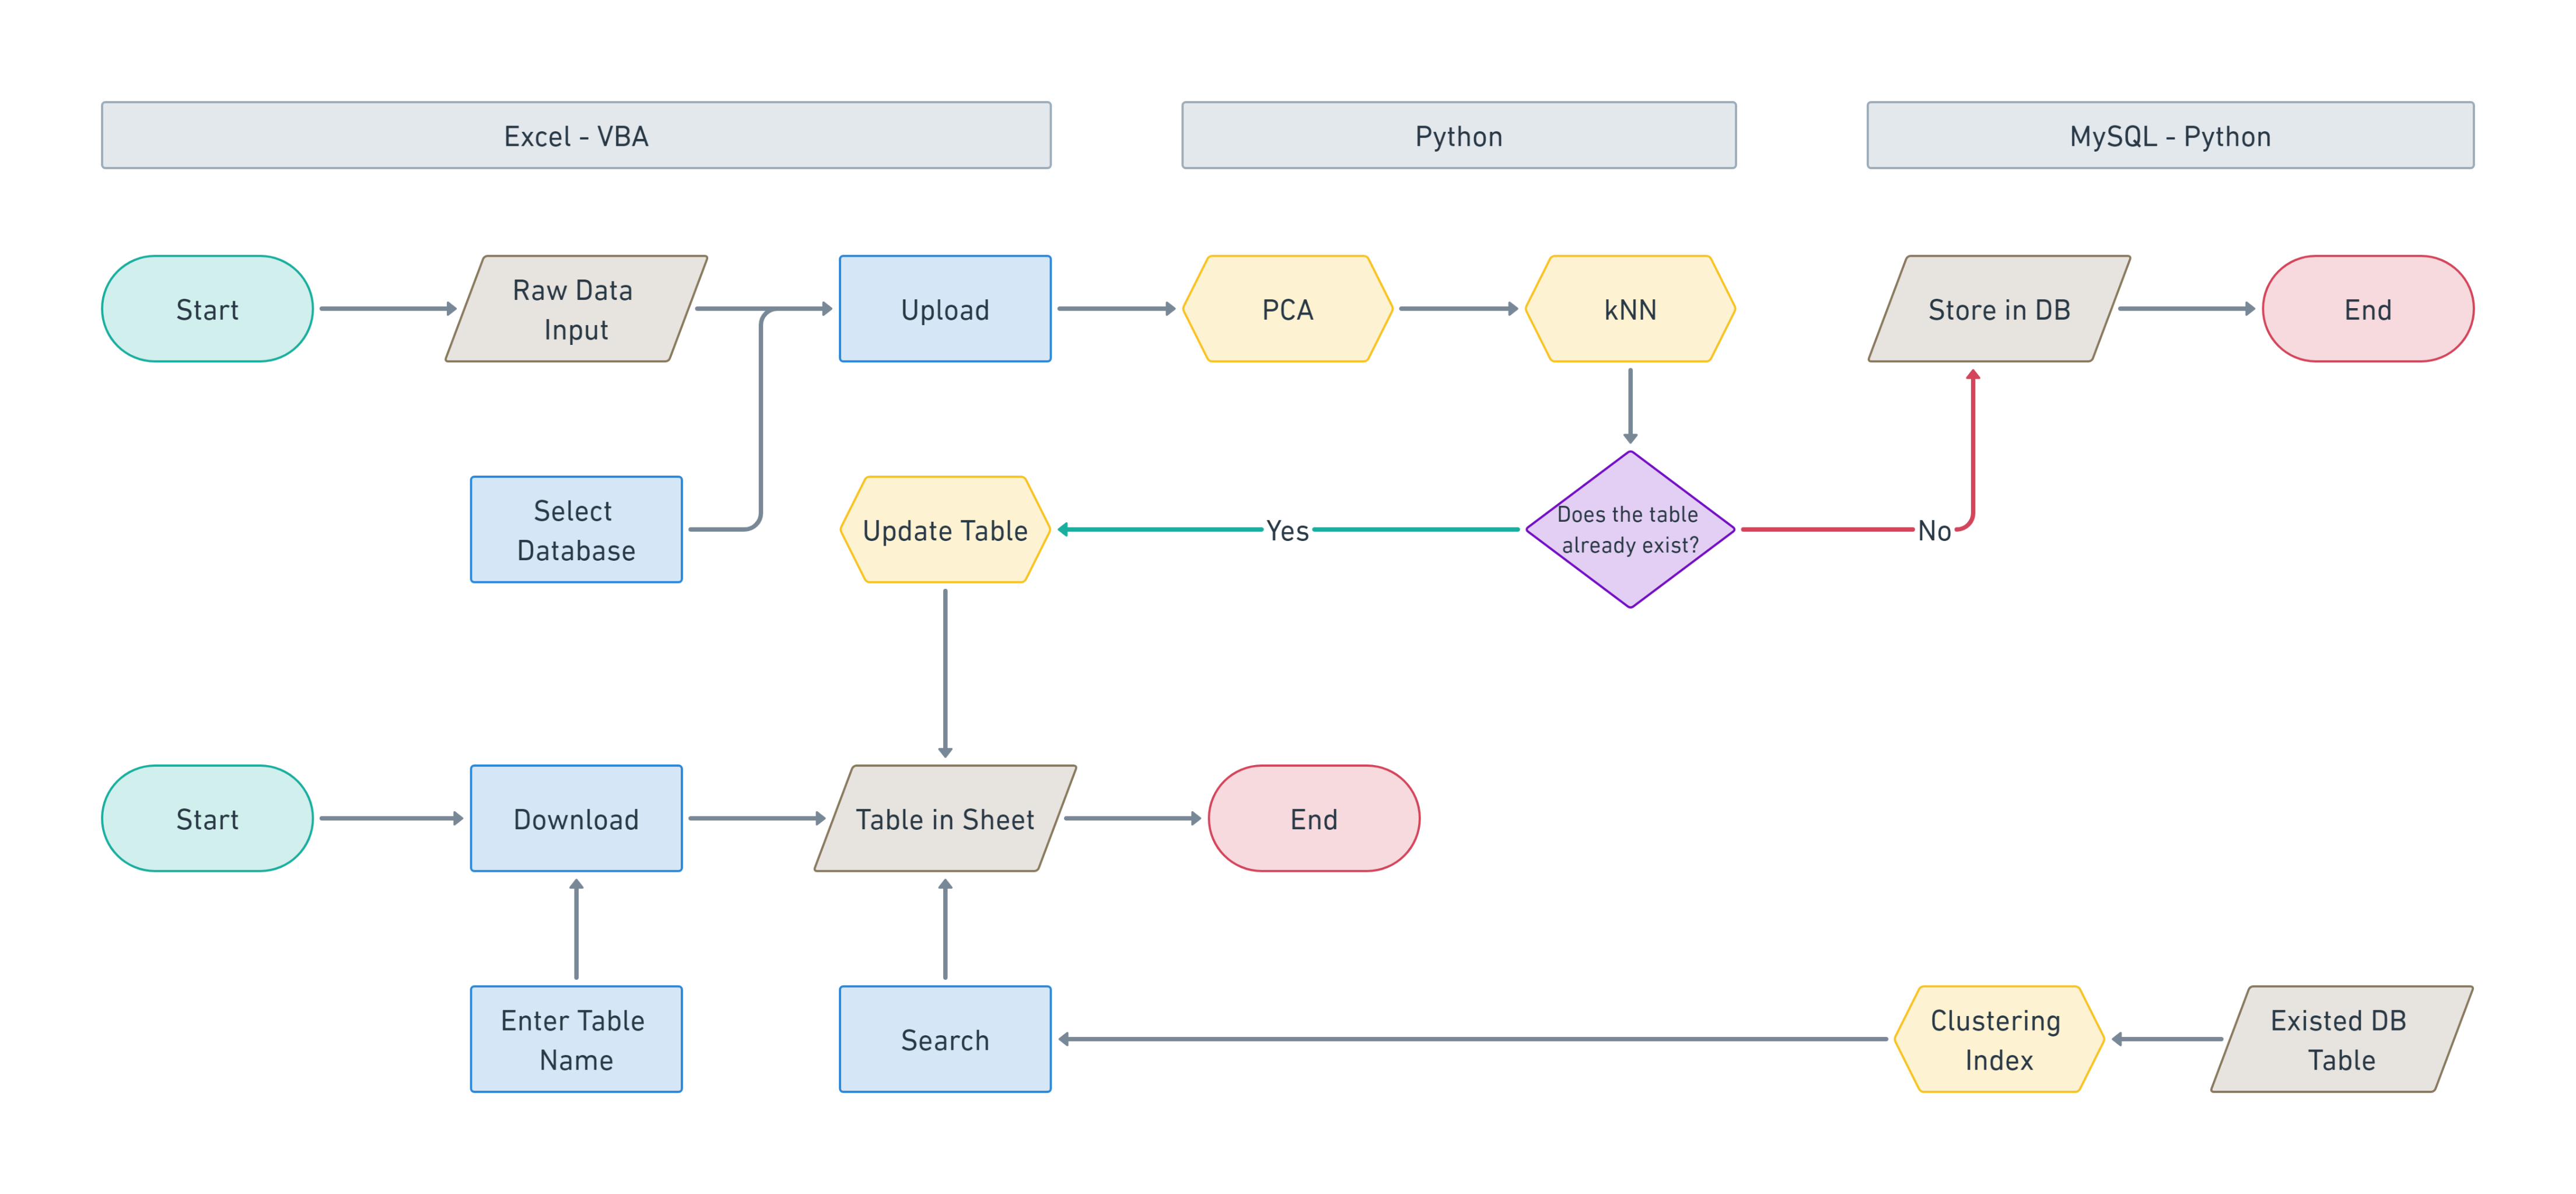 Excel - VBA
Python
MySQL - Python
Start
Raw Data
Input
Upload
PCA
kNN
Store in DB
End
Select
Database
Update Table
Yes
Does the table
already exist?
No
Start
Download
Table in Sheet
End
Enter Table
Name
Search
Clustering
Index
Existed DB
Table